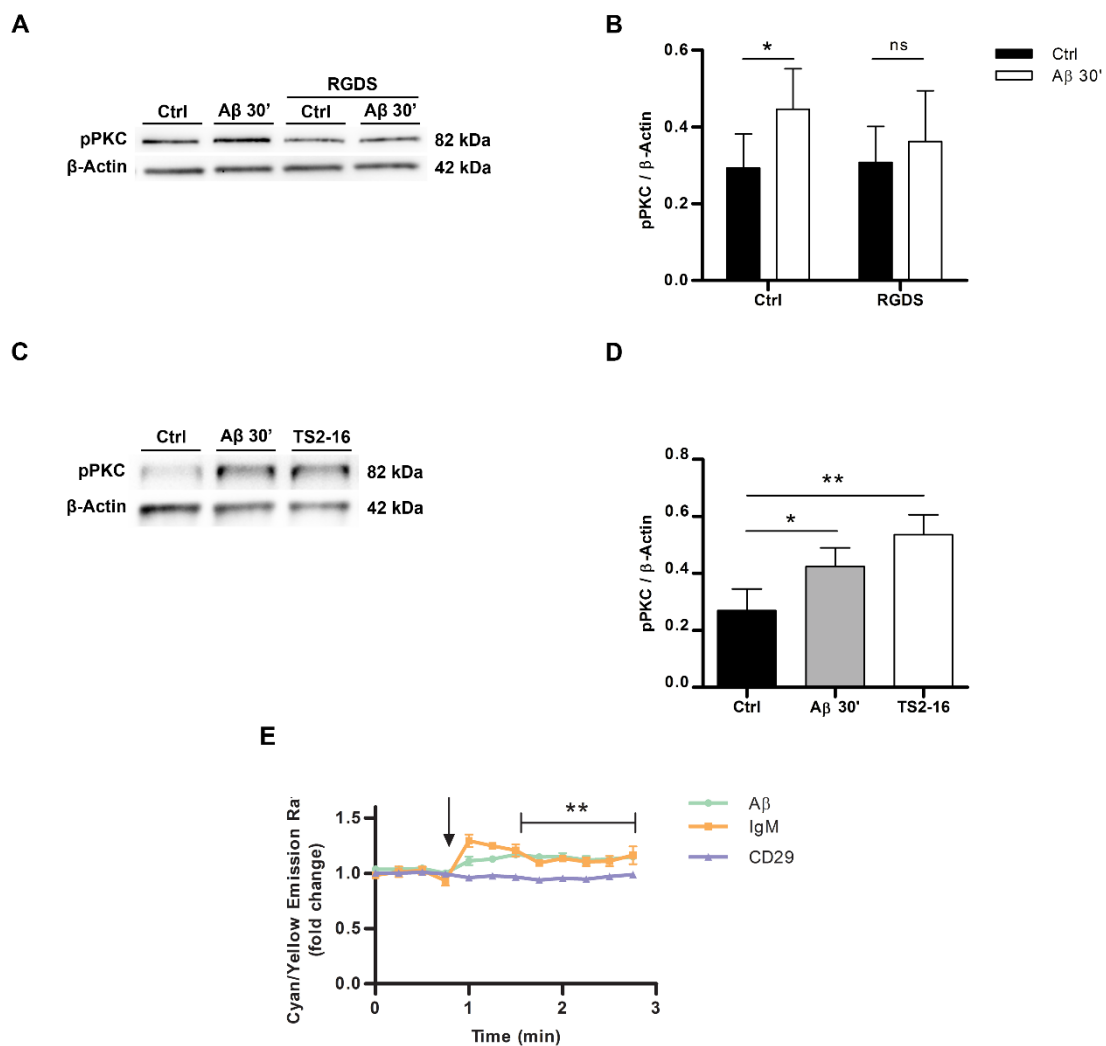 A
RGDS
Ctrl Aβ 30’ Ctrl Aβ 30’
pPKC 82 kDa
β-Actin 42 kDa
B
pPKC / β-Actin
0.6
0.4
0.2
0.0
* ns
Ctrl RGDS
Ctrl
Aβ 30'
C
Ctrl Aβ 30’ TS2-16
pPKC 82 kDa
β-Actin 42 kDa
D
pPKC / β-Actin
0.8
0.6
0.4
0.2
0.0
**
*
Ctrl Aβ 30' TS2-16
E
Cyan/Yellow Emission Ra
(fold change)
1.5
1.0
0.5
0.0
**
0 1 2 3
Time (min)
Aβ
IgM
CD29